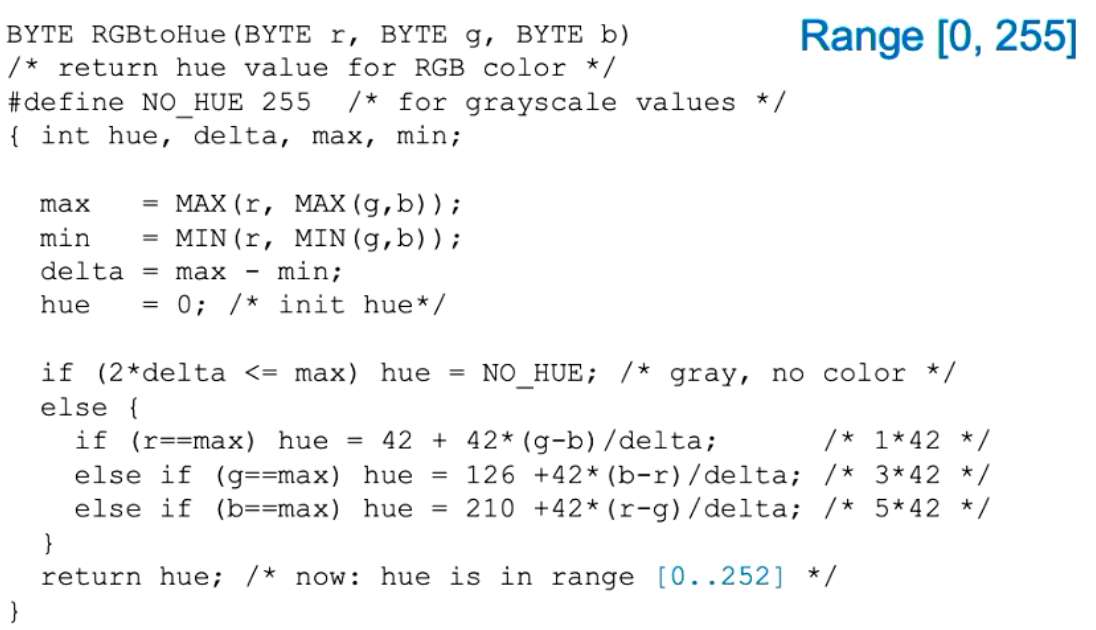 BYTE RGBtoHue(BYTE r, BYTE g, BYTE b)
Range [0, 255]
/* return hue value for RGB color */
#define NO_HUE 255  /* for grayscale values */
{ int hue, delta, max, min;

  max   = MAX(r, MAX(g,b));
  min   = MIN(r, MIN(g,b));
  delta = max - min;
  hue   = 0; /* init hue*/

  if (2*delta <= max) hue = NO_HUE; /* gray, no color */
  else {
    if (r==max) hue = 42 + 42*(g-b)/delta;      /* 1*42 */
    else if (g==max) hue = 126 +42*(b-r)/delta; /* 3*42 */
    else if (b==max) hue = 210 +42*(r-g)/delta; /* 5*42 */
  }
  return hue; /* now: hue is in range [0..252] */
}